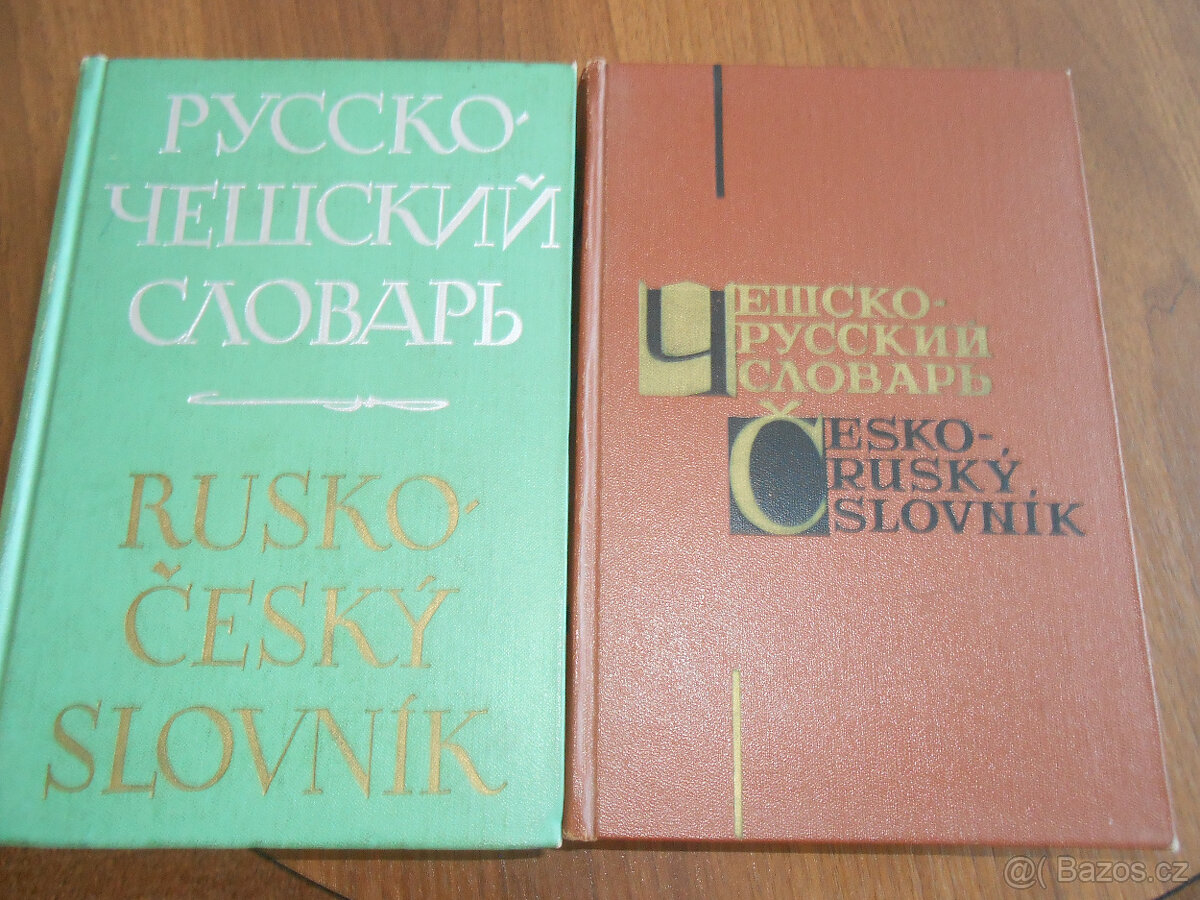 РУССКО-
ЧЕШСКИЙ
СЛОВАРЬ
RUSKO-
ČESKÝ
SLOVNÍK
ЧЕШСКО-
РУССКИЙ
СЛОВАРЬ
ČESKO-
RUSKÝ
SLOVNÍK
@( Bazos.cz